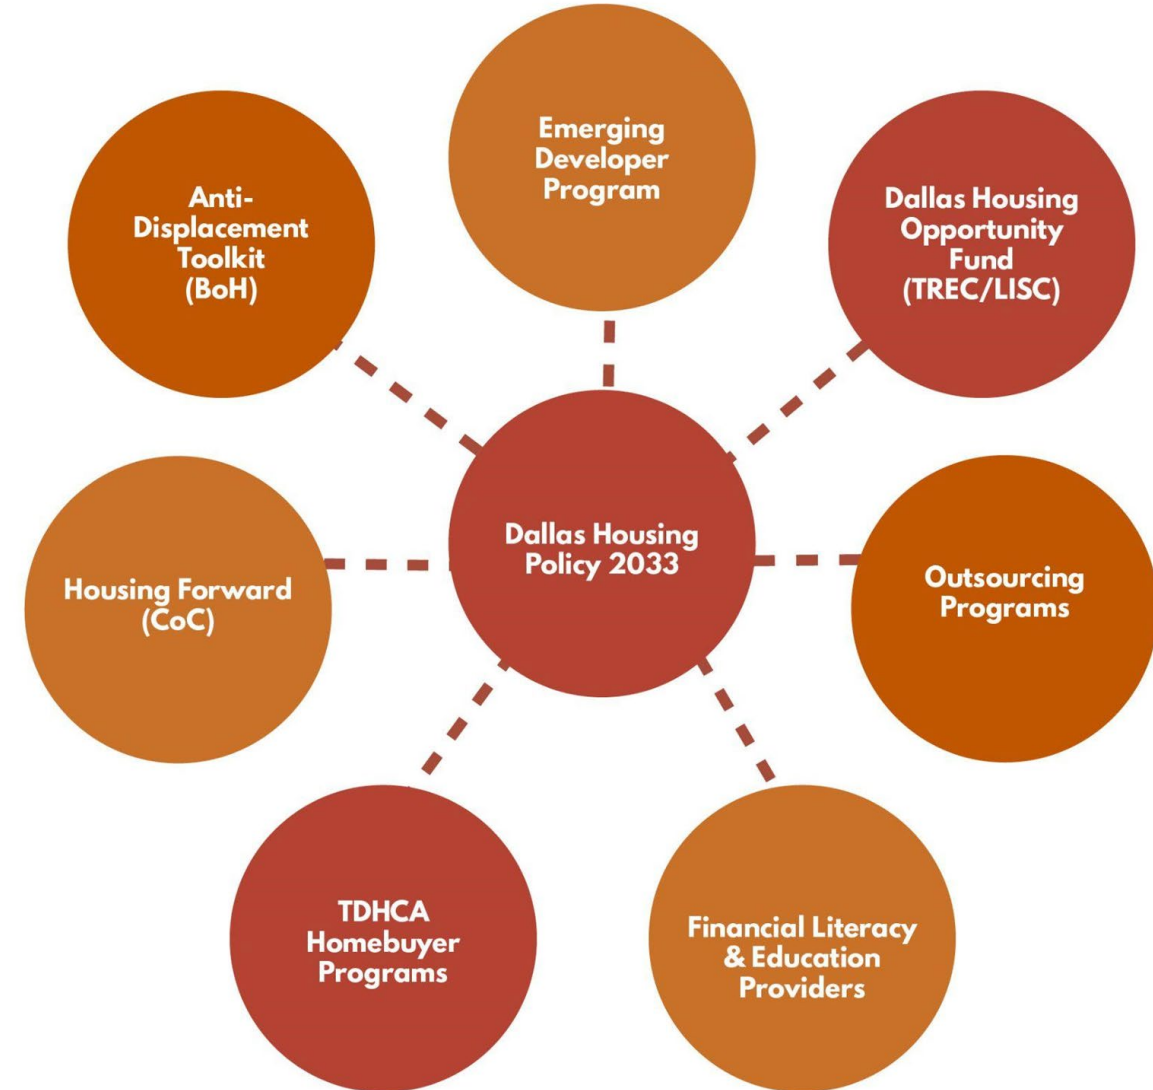 Emerging
Developer
Program
Anti-
Displacement
Toolkit
(BoH)
Dallas Housing
Opportunity
Fund
(TREC/LISC)
Dallas Housing
Policy 2033
Housing Forward
(CoC)
Outsourcing
Programs
TDHCA
Homebuyer
Programs
Financial Literacy
& Education
Providers